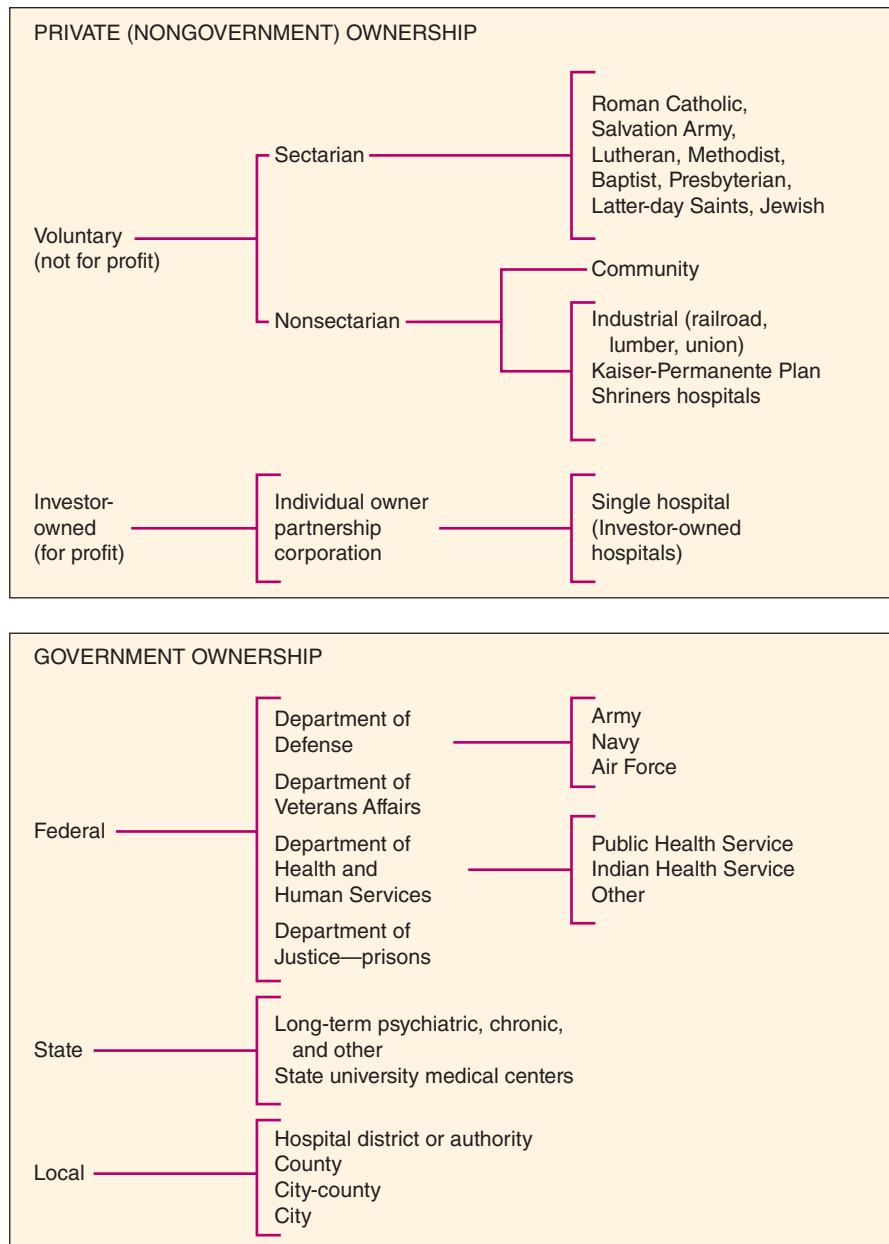 PRIVATE (NONGOVERNMENT) OWNERSHIP
Voluntary
(not for profit)
Sectarian
Roman Catholic,
Salvation Army,
Lutheran, Methodist,
Baptist, Presbyterian,
Latter-day Saints, Jewish
Nonsectarian
Community
Industrial (railroad,
lumber, union)
Kaiser-Permanente Plan
Shriners hospitals
Investor-
owned
(for profit)
Individual owner
partnership
corporation
Single hospital
(Investor-owned
hospitals)
GOVERNMENT OWNERSHIP
Federal
Department of
Defense
Army
Navy
Air Force
Department of
Veterans Affairs
Department of
Health and
Human Services
Public Health Service
Indian Health Service
Other
Department of
Justice—prisons
State
Long-term psychiatric, chronic,
and other
State university medical centers
Local
Hospital district or authority
County
City-county
City